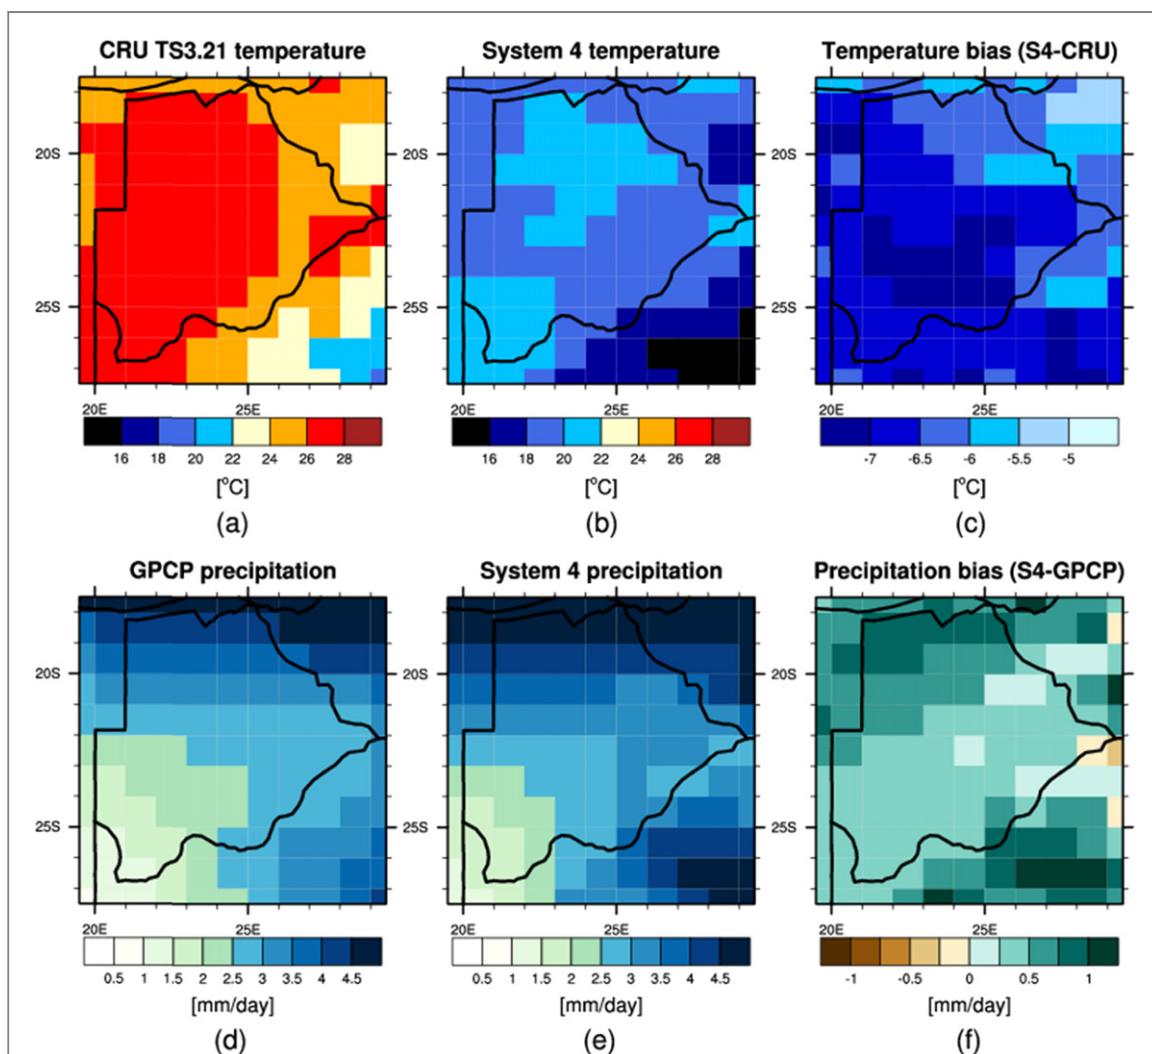 CRU TS3.21 temperature
System 4 temperature
Temperature bias (S4-CRU)
20S
20S
20S
25S
25S
25S
20E 25E
20E 25E
20E 25E
16 18 20 22 24 26 28
16 18 20 22 24 26 28
-7 -6.5 -6 -5.5 -5
[°C]
[°C]
[°C]
(a)
(b)
(c)
GPCP precipitation
System 4 precipitation
Precipitation bias (S4-GPCP)
20S
20S
20S
25S
25S
25S
20E 25E
20E 25E
20E 25E
0.5 1 1.5 2 2.5 3 3.5 4 4.5
0.5 1 1.5 2 2.5 3 3.5 4 4.5
-1 -0.5 0 0.5 1
[mm/day]
[mm/day]
[mm/day]
(d)
(e)
(f)